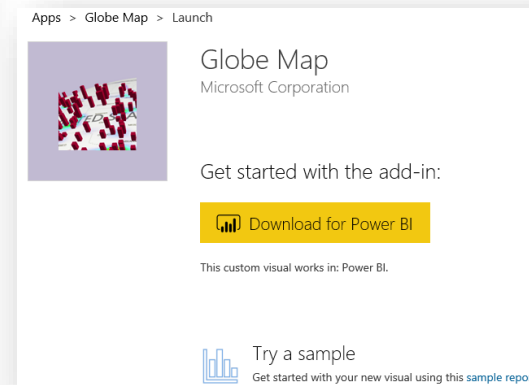 Apps > Globe Map > Launch
Globe Map
Microsoft Corporation
Get started with the add-in:
Download for Power BI
This custom visual works in: Power BI.
Try a sample
Get started with your new visual using this sample